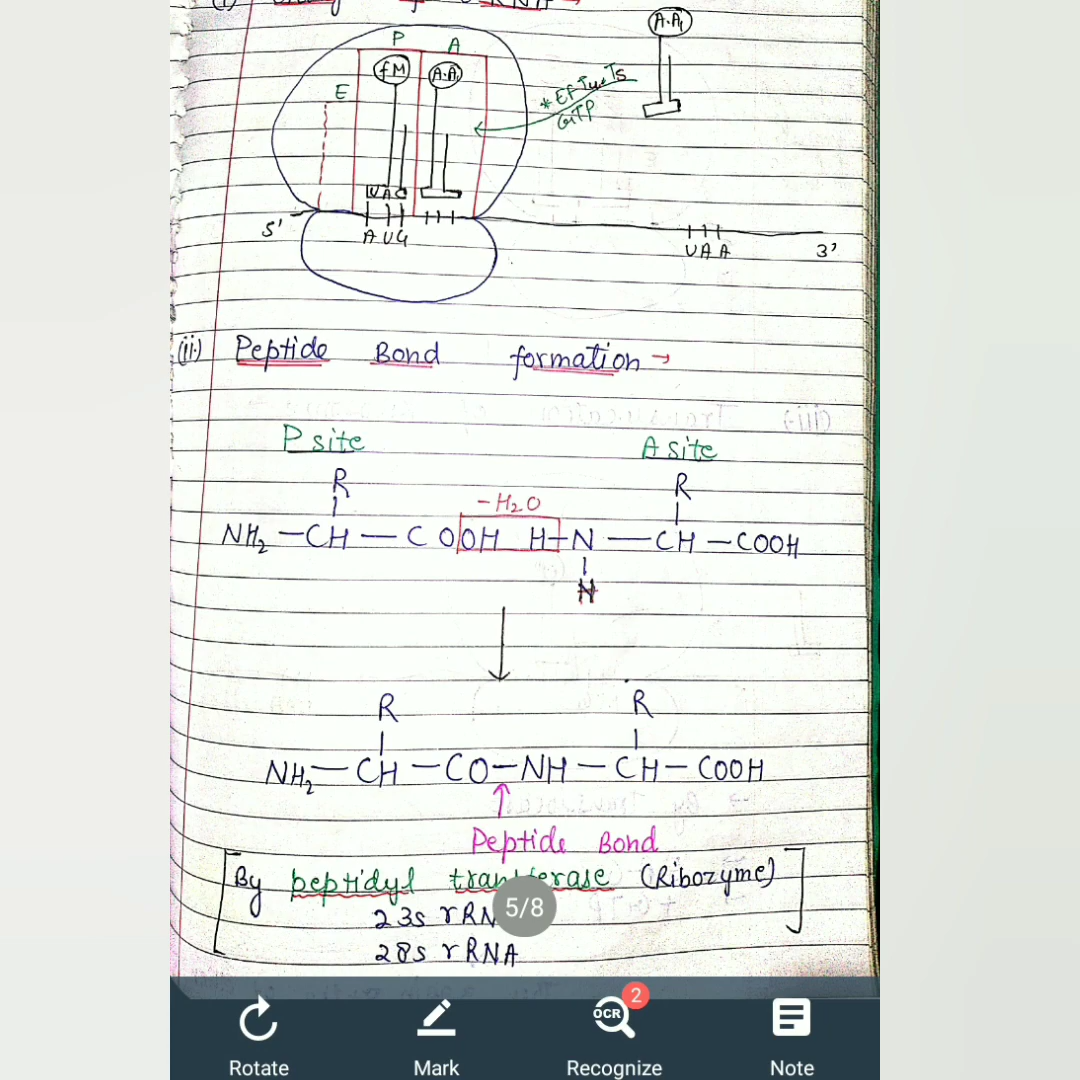 P A
A.A₁
fM A.A₁
E
*EF Tu Ts
GTP
UAC
5'
AUG
UAA
3'
(ii) Peptide Bond formation →
P site A site
R R
-H₂O
NH₂ - CH - COOH H - N - CH - COOH
R R
NH₂ - CH - CO - NH - CH - COOH
Peptide Bond
By peptidyl transferase (Ribozyme)
23s rRN
5/8
28s rRNA
OCR 2
Rotate Mark Recognize Note